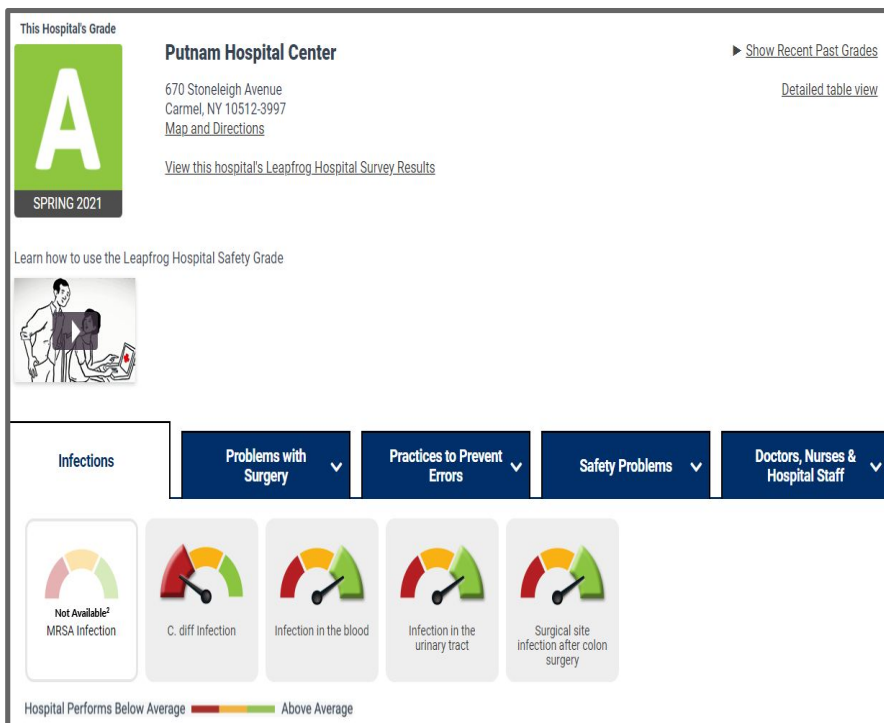 This Hospital's Grade
A
SPRING 2021
Putnam Hospital Center
670 Stoneleigh Avenue
Carmel, NY 10512-3997
Map and Directions
View this hospital's Leapfrog Hospital Survey Results
▶ Show Recent Past Grades
Detailed table view
Learn how to use the Leapfrog Hospital Safety Grade
Infections
Problems with
Surgery
Practices to Prevent
Errors
Safety Problems
Doctors, Nurses &
Hospital Staff
Not Available²
MRSA Infection
C. diff Infection
Infection in the blood
Infection in the
urinary tract
Surgical site
infection after colon
surgery
Hospital Performs Below Average
Above Average